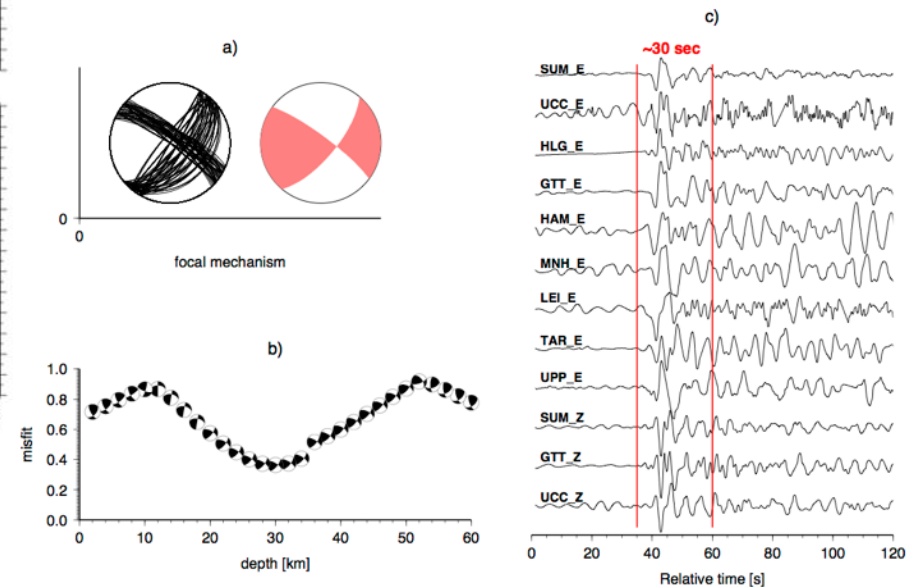 a)
0
0
focal mechanism
b)
1.0
0.8
0.6
0.4
0.2
0.0
misfit
0 10 20 30 40 50 60
depth [km]
c)
~30 sec
SUM_E
UCC_E
HLG_E
GTT_E
HAM_E
MNH_E
LEI_E
TAR_E
UPP_E
SUM_Z
GTT_Z
UCC_Z
0 20 40 60 80 100 120
Relative time [s]